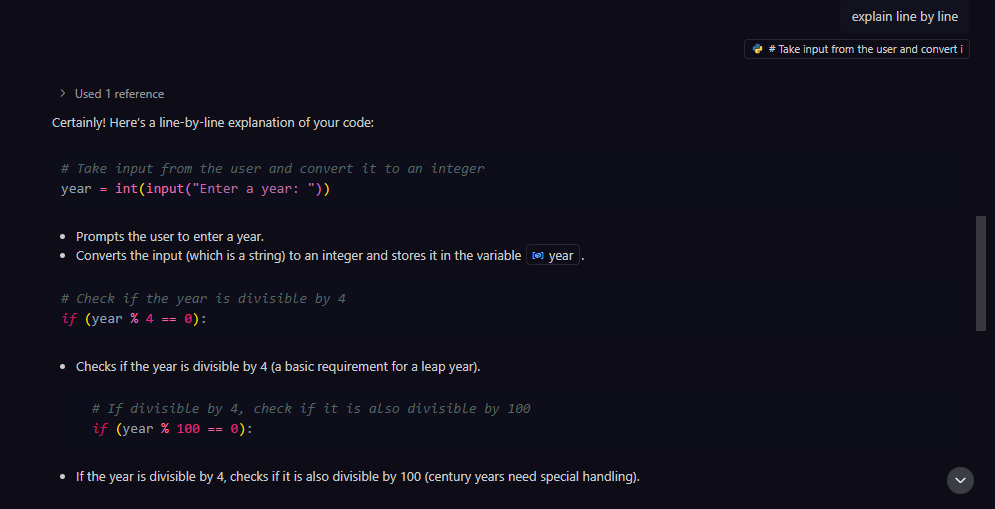 explain line by line
# Take input from the user and convert i
Used 1 reference
Certainly! Here's a line-by-line explanation of your code:
# Take input from the user and convert it to an integer
year = int(input("Enter a year: "))
Prompts the user to enter a year.
Converts the input (which is a string) to an integer and stores it in the variable year.
# Check if the year is divisible by 4
if (year % 4 == 0):
Checks if the year is divisible by 4 (a basic requirement for a leap year).
# If divisible by 4, check if it is also divisible by 100
if (year % 100 == 0):
If the year is divisible by 4, checks if it is also divisible by 100 (century years need special handling).